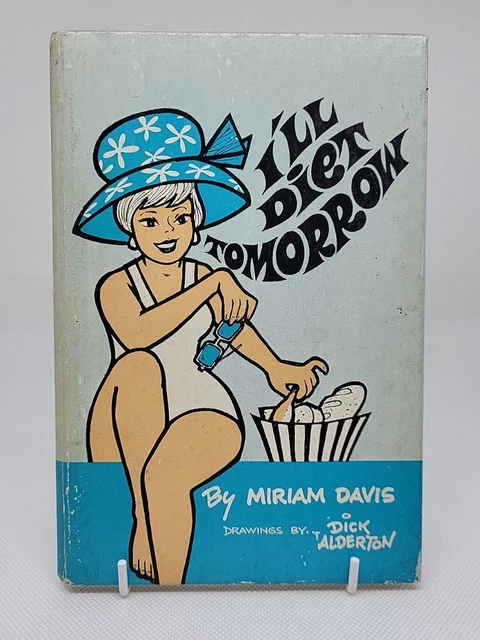 I'LL
DIET
TOMORROW
By MIRIAM DAVIS
DRAWINGS BY.
DICK
ALDERTON